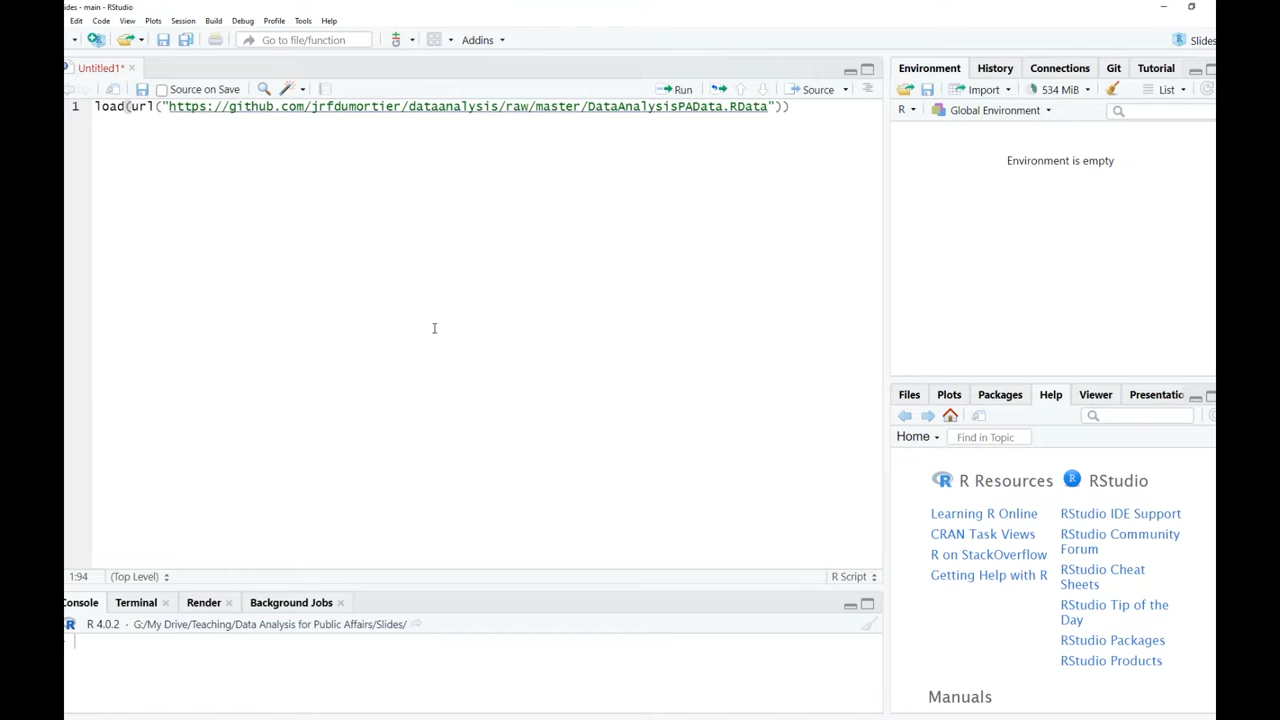 ides - main - RStudio
Edit Code View Plots Session Build Debug Profile Tools Help
Go to file/function
Addins
Slides
Untitled1*
Source on Save
Run
Source
1 load(url("https://github.com/jrfdumortier/dataanalysis/raw/master/DataAnalysisPAData.RData"))
1:94 (Top Level)
R Script
onsole Terminal Render Background Jobs
R 4.0.2 · G:/My Drive/Teaching/Data Analysis for Public Affairs/Slides/
Environment History Connections Git Tutorial
Import 534 MiB List
R Global Environment
Environment is empty
Files Plots Packages Help Viewer Presentatio
Home Find in Topic
R Resources
Learning R Online
CRAN Task Views
R on StackOverflow
Getting Help with R
R RStudio
RStudio IDE Support
RStudio Community
Forum
RStudio Cheat
Sheets
RStudio Tip of the
Day
RStudio Packages
RStudio Products
Manuals